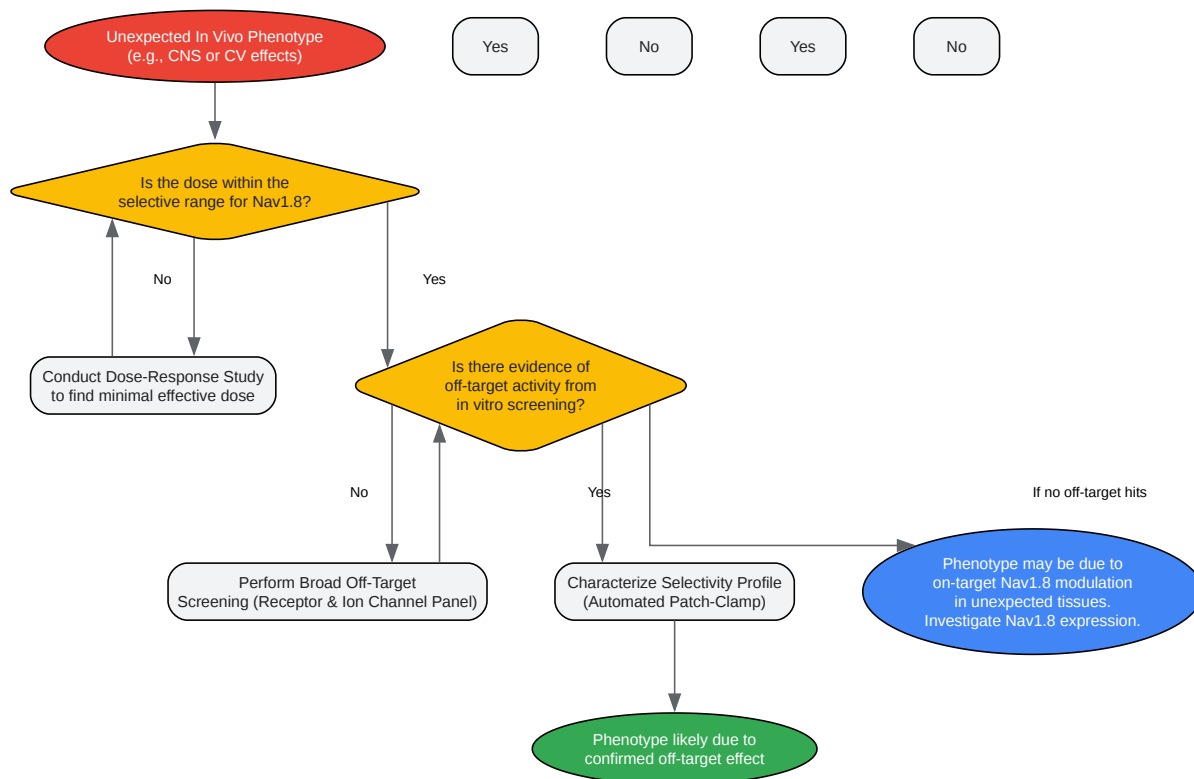 Unexpected In Vivo Phenotype
(e.g., CNS or CV effects)
Yes
No
Yes
No
Is the dose within the
selective range for Nav1.8?
No
Yes
Conduct Dose-Response Study
to find minimal effective dose
Is there evidence of
off-target activity from
in vitro screening?
No
Yes
If no off-target hits
Perform Broad Off-Target
Screening (Receptor & Ion Channel Panel)
Characterize Selectivity Profile
(Automated Patch-Clamp)
Phenotype may be due to
on-target Nav1.8 modulation
in unexpected tissues.
Investigate Nav1.8 expression.
Phenotype likely due to
confirmed off-target effect